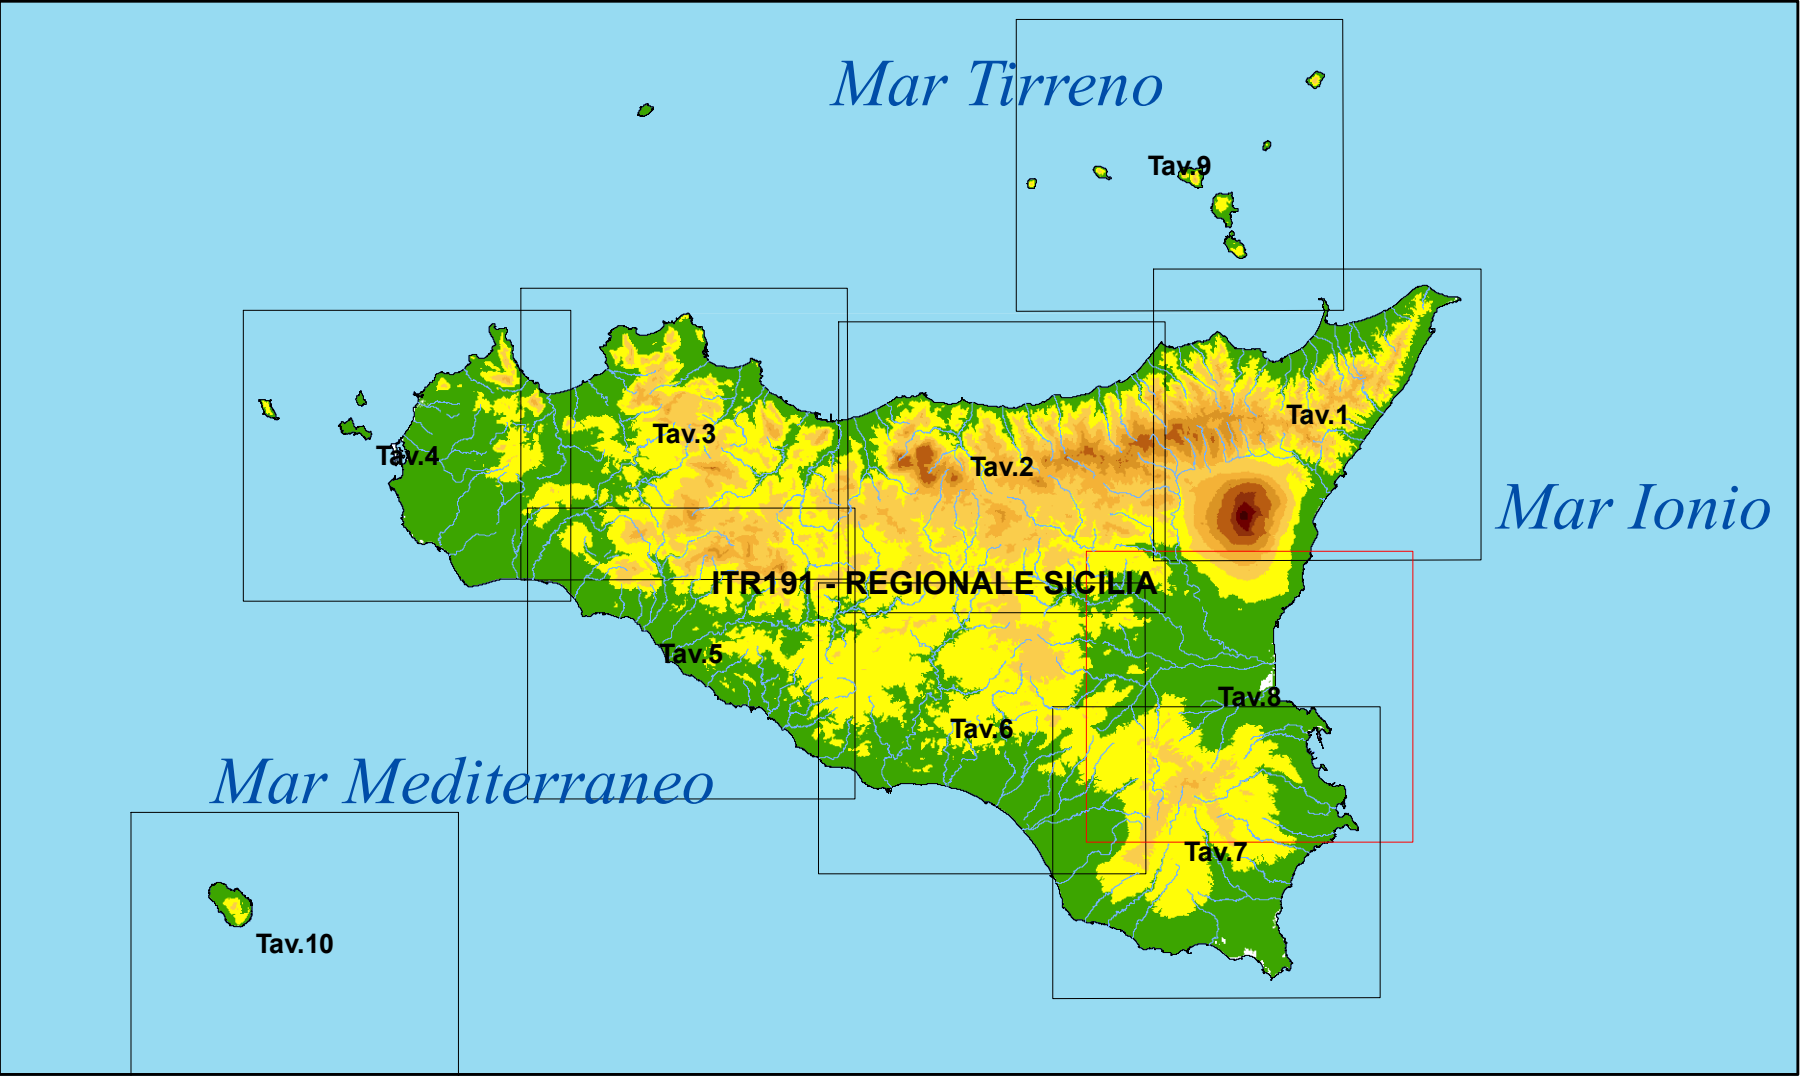 Mar Tirreno
Tav.9
Tav.1
Tav.3
Tav.4
Tav.2
Mar Ionio
ITR191 - REGIONALE SICILIA
Tav.5
Tav.8
Tav.6
Mar Mediterraneo
Tav.7
Tav.10